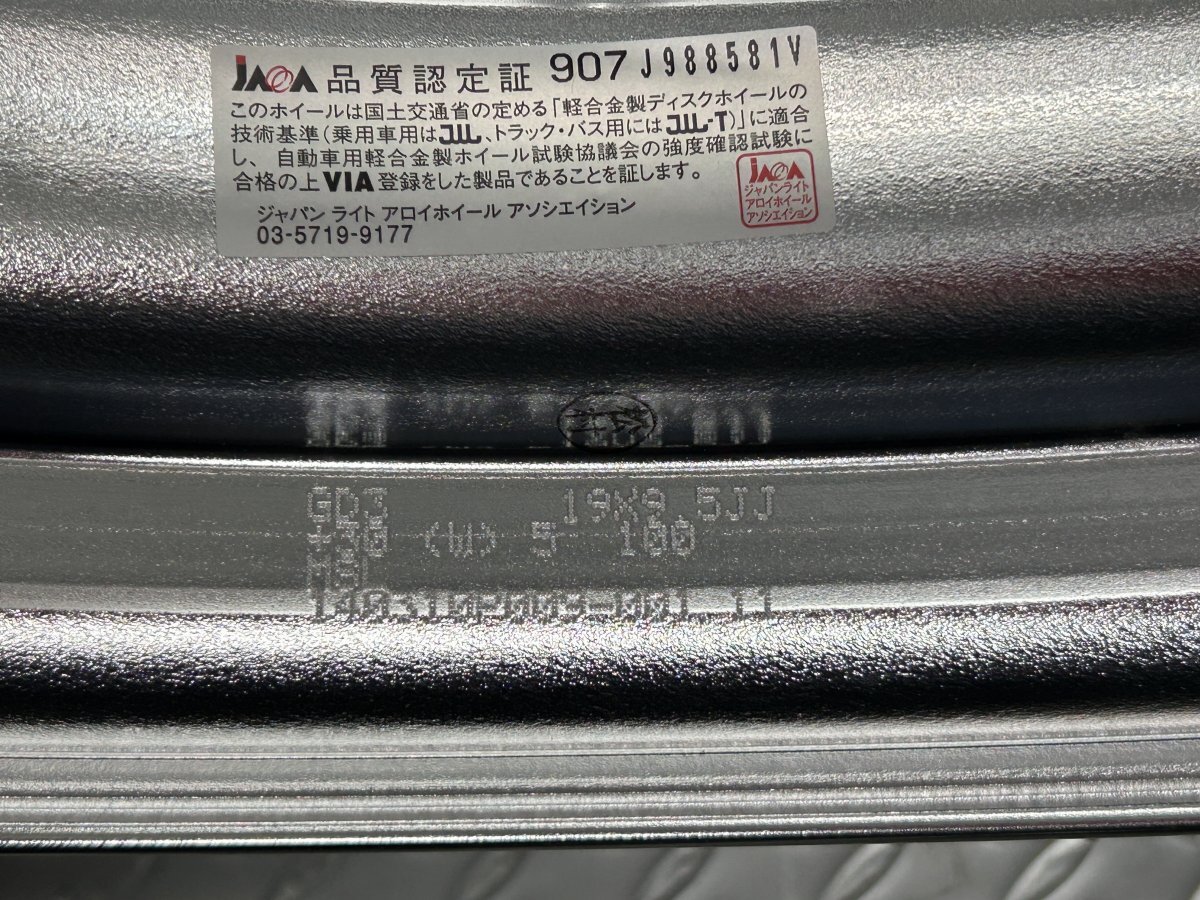 JAWA 品質認定証 907 J988581V
このホイールは国土交通省の定める「軽合金製ディスクホイールの
技術基準(乗用車用はJWL、トラック・バス用にはJWL-T)」に適合
し、自動車用軽合金製ホイール試験協議会の強度確認試験に
合格の上VIA登録をした製品であることを証します。
ジャパン ライト アロイホイール アソシエイション
03-5719-9177
JAWA
ジャパンライト
アロイホイール
アソシエイション
GD3 19X9.5JJ
(W) 5 100